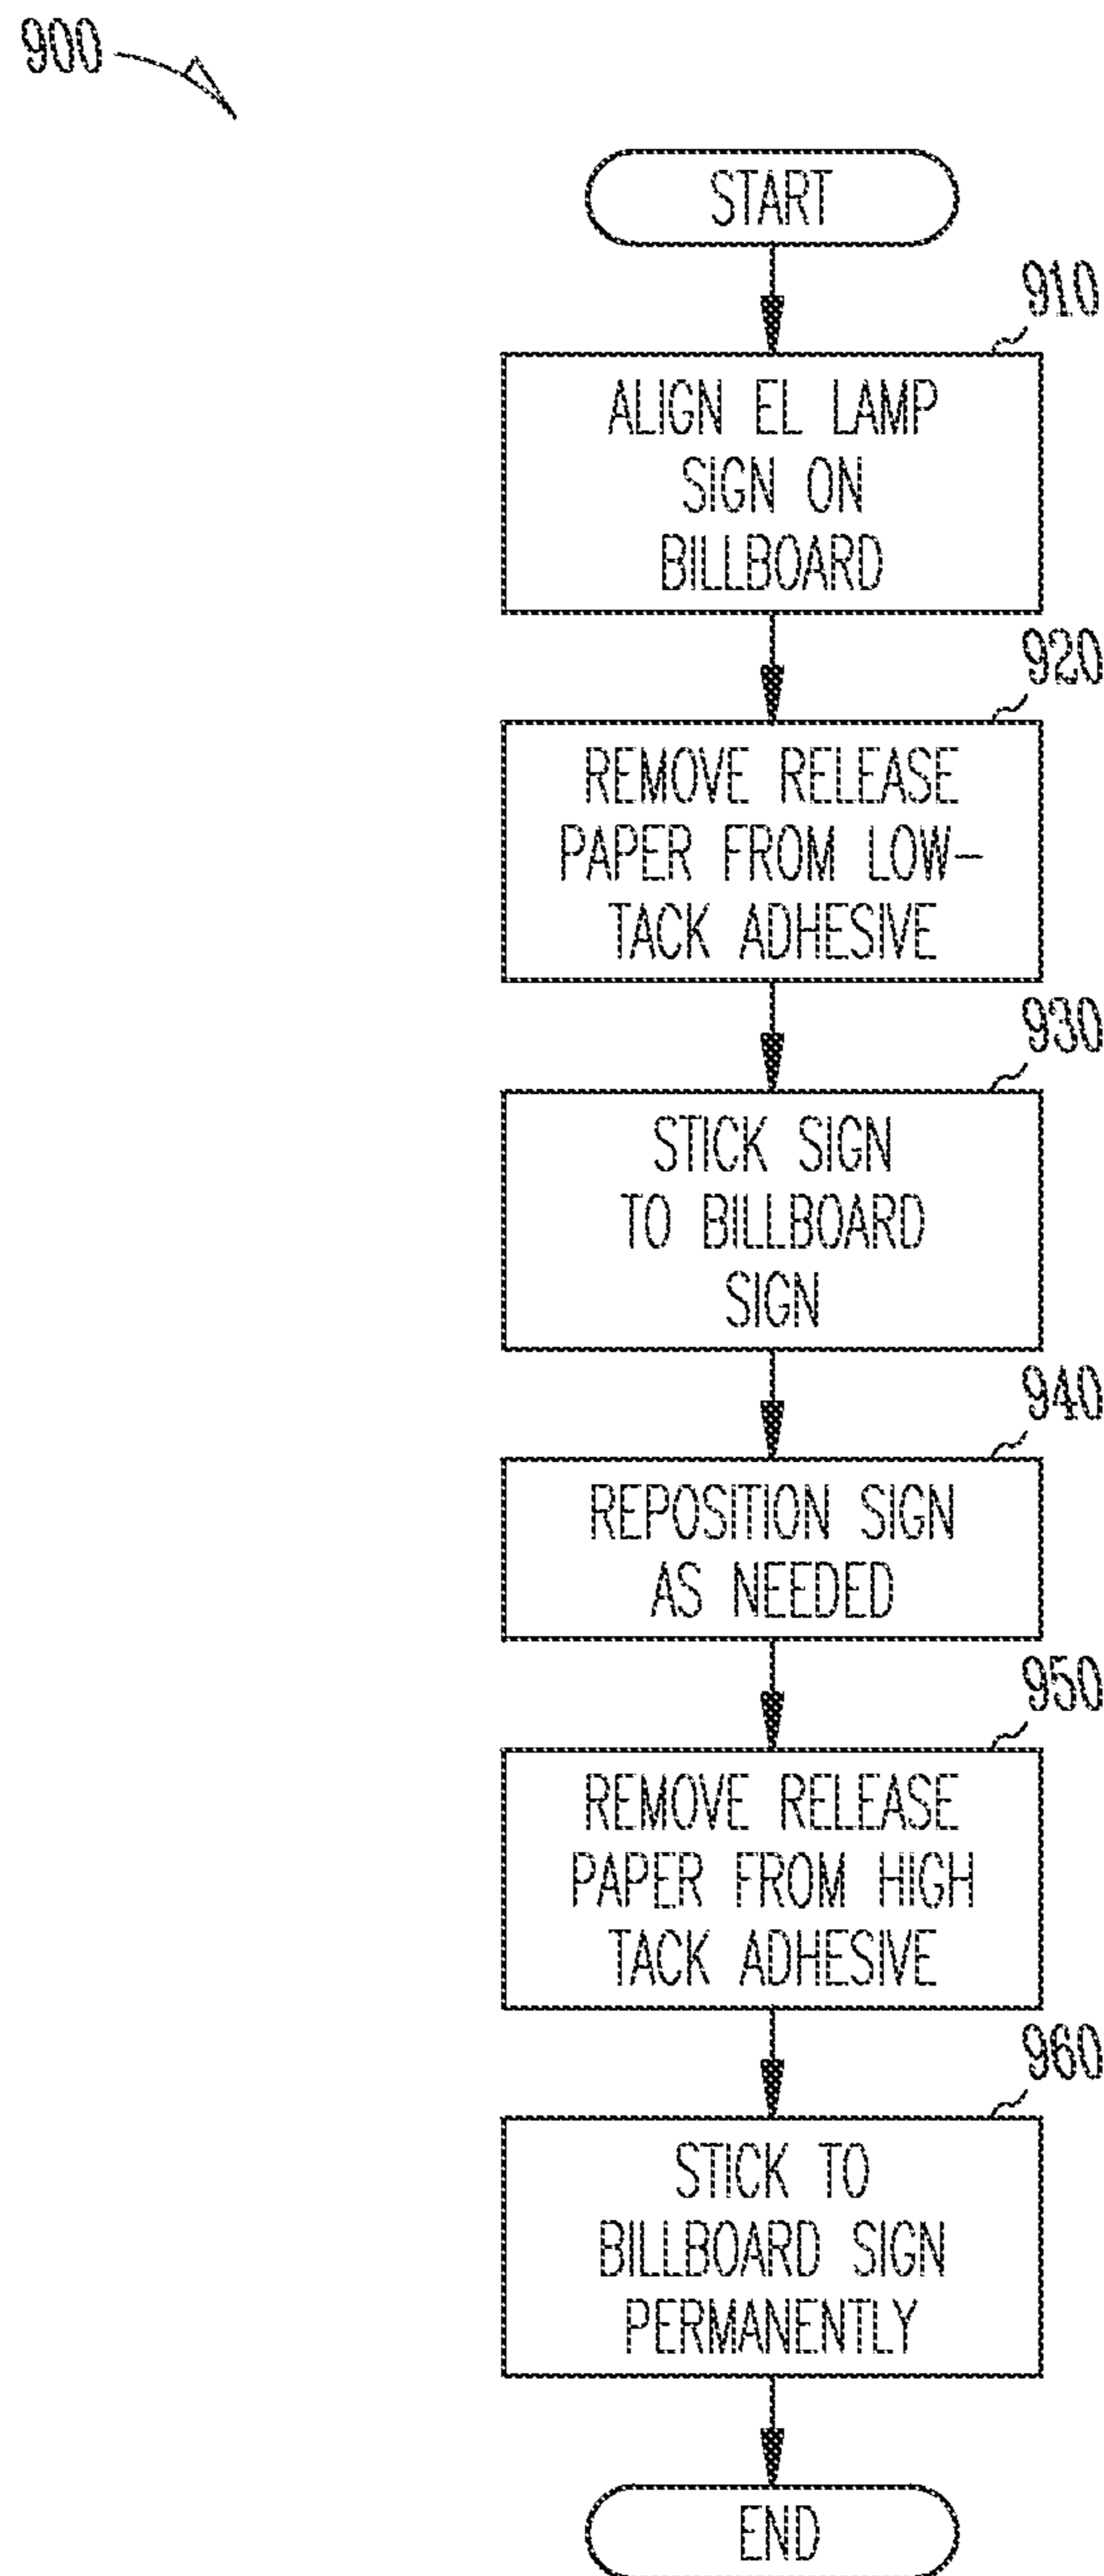 900
START
910
ALIGN EL LAMP
SIGN ON
BILLBOARD
920
REMOVE RELEASE
PAPER FROM LOW-
TACK ADHESIVE
930
STICK SIGN
TO BILLBOARD
SIGN
940
REPOSITION SIGN
AS NEEDED
950
REMOVE RELEASE
PAPER FROM HIGH
TACK ADHESIVE
960
STICK TO
BILLBOARD SIGN
PERMANENTLY
END